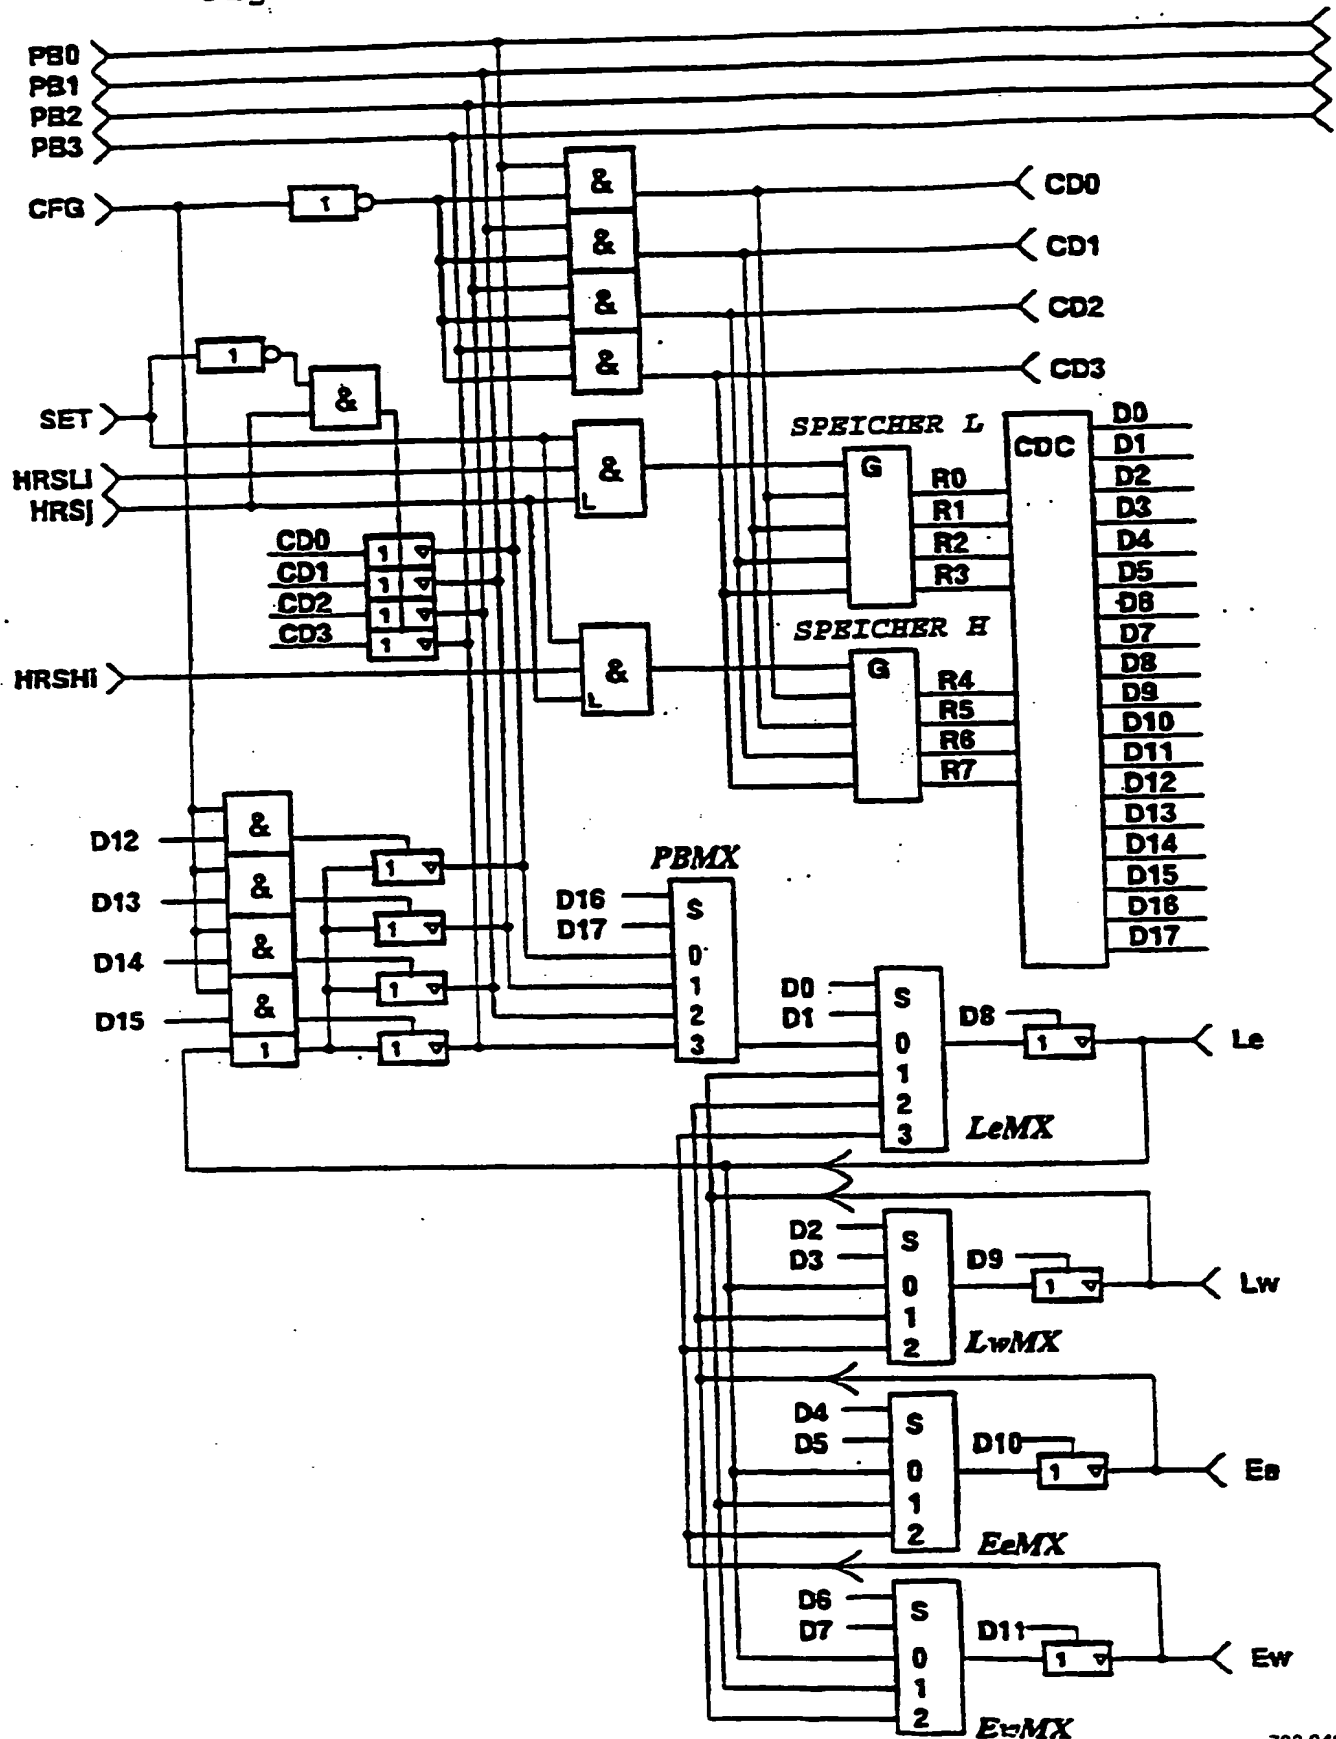 PB0
PB1
PB2
PB3
CFG
1
&
CD0
&
CD1
&
CD2
&
CD3
1
&
SET
HRSLi
HRSj
&
L
SPEICHER L
G
R0
R1
R2
R3
CDC
D0
D1
D2
D3
D4
D5
D6
D7
D8
D9
D10
D11
D12
D13
D14
D15
D16
D17
CD0
1
CD1
1
CD2
1
CD3
1
HRSHi
&
L
SPEICHER H
G
R4
R5
R6
R7
D12
&
1
D13
&
1
D14
&
1
D15
&
1
1
PBMX
D16
D17
S
0
1
2
3
D0
D1
S
0
1
2
3
LeMX
D8
1
Le
D2
D3
S
0
1
2
LwMX
D9
1
Lw
D4
D5
S
0
1
2
EeMX
D10
1
Ee
D6
D7
S
0
1
2
EwMX
D11
1
Ew